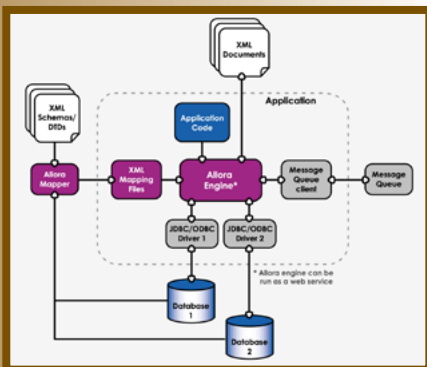 XML
Documents
XML
Schemas/
DTDs
Application
Application
Code
Allora
Mapper
XML
Mapping
Files
Allora
Engine*
Message
Queue
client
Message
Queue
JDBC/ODBC
Driver 1
JDBC/ODBC
Driver 2
* Allora engine can be
run as a web service
Database
1
Database
2